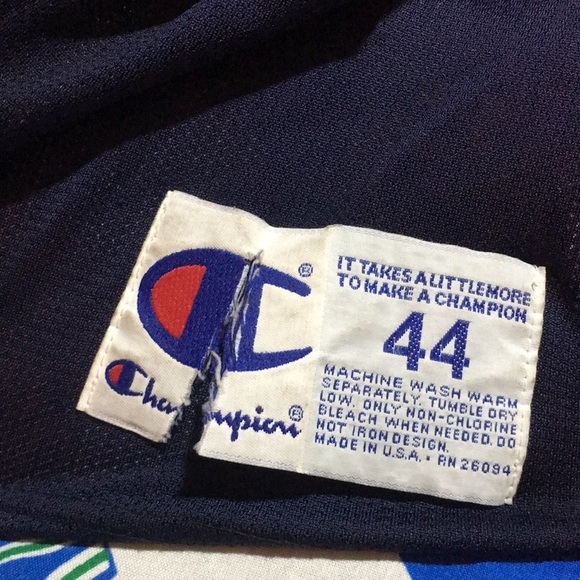 Champion®
®
IT TAKES A LITTLE MORE
TO MAKE A CHAMPION
44
MACHINE WASH WARM
SEPARATELY. TUMBLE DRY
LOW. ONLY NON-CHLORINE
BLEACH WHEN NEEDED. DO
NOT IRON DESIGN.
MADE IN U.S.A. • RN 26094